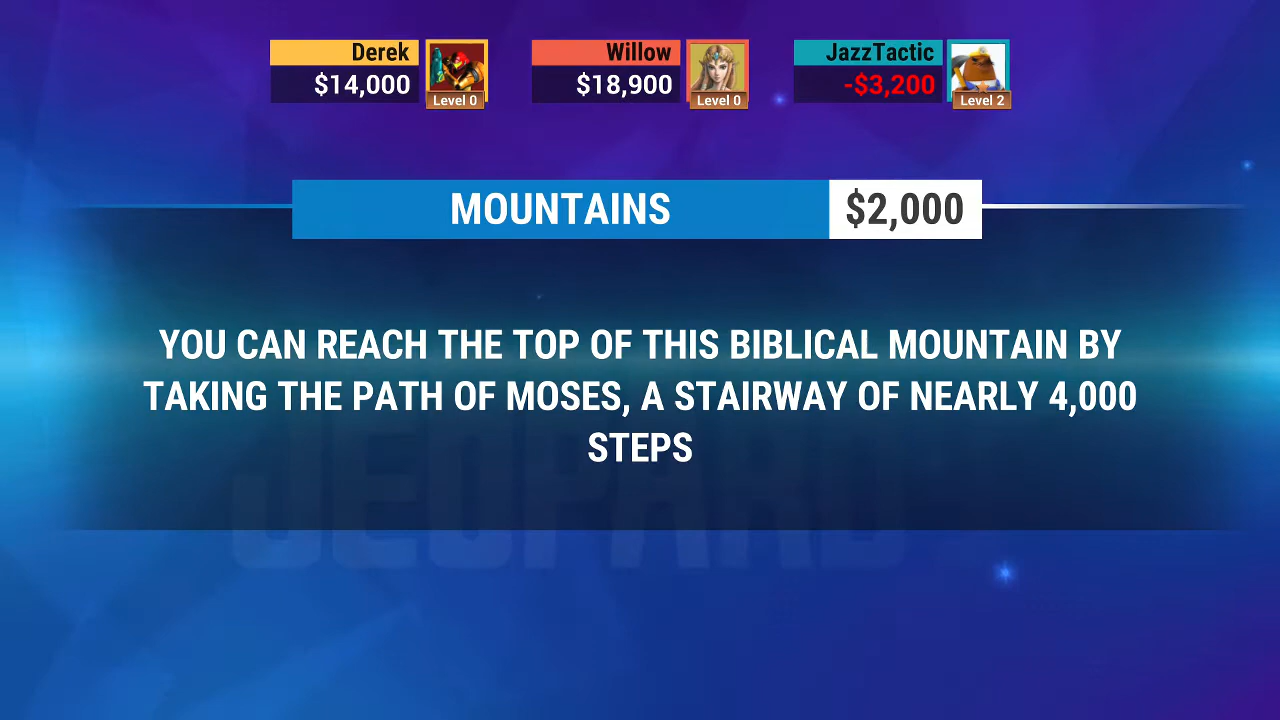 Derek
$14,000
Level 0
Willow
$18,900
Level 0
JazzTactic
-$3,200
Level 2
MOUNTAINS
$2,000
YOU CAN REACH THE TOP OF THIS BIBLICAL MOUNTAIN BY
TAKING THE PATH OF MOSES, A STAIRWAY OF NEARLY 4,000
STEPS
JEOPARDY